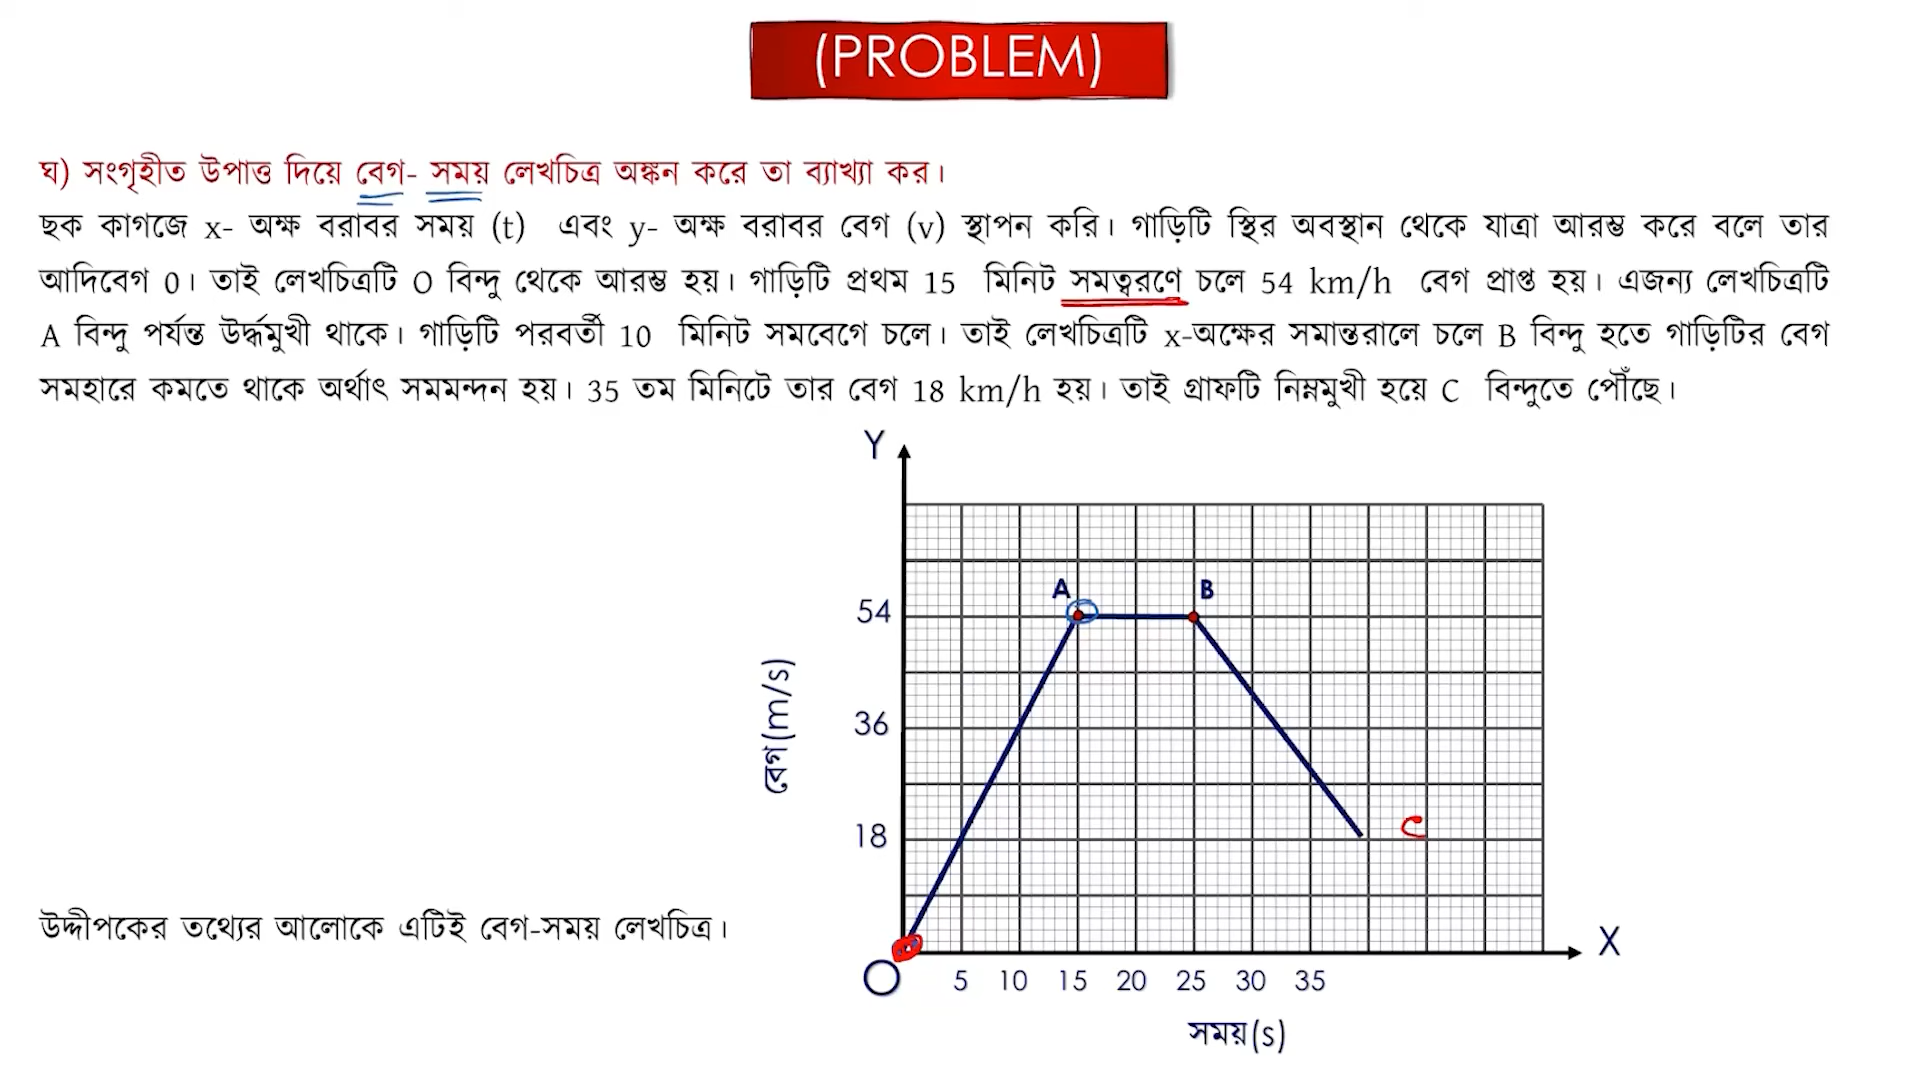 (PROBLEM)
ঘ) সংগৃহীত উপাত্ত দিয়ে বেগ- সময় লেখচিত্র অঙ্কন করে তা ব্যাখ্যা কর।
ছক কাগজে x- অক্ষ বরাবর সময় (t) এবং y- অক্ষ বরাবর বেগ (v) স্থাপন করি। গাড়িটি স্থির অবস্থান থেকে যাত্রা আরম্ভ করে বলে তার
আদিবেগ 0। তাই লেখচিত্রটি O বিন্দু থেকে আরম্ভ হয়। গাড়িটি প্রথম 15 মিনিট সমত্বরণে চলে 54 km/h বেগ প্রাপ্ত হয়। এজন্য লেখচিত্রটি
A বিন্দু পর্যন্ত উর্দ্ধমুখী থাকে। গাড়িটি পরবর্তী 10 মিনিট সমবেগে চলে। তাই লেখচিত্রটি x-অক্ষের সমান্তরালে চলে B বিন্দু হতে গাড়িটির বেগ
সমহারে কমতে থাকে অর্থাৎ সমমন্দন হয়। 35 তম মিনিটে তার বেগ 18 km/h হয়। তাই গ্রাফটি নিম্নমুখী হয়ে C বিন্দুতে পৌঁছে।
Y
A B
54
বেগ(m/s)
36
18
C
উদ্দীপকের তথ্যের আলোকে এটিই বেগ-সময় লেখচিত্র।
X
O 5 10 15 20 25 30 35
সময়(s)